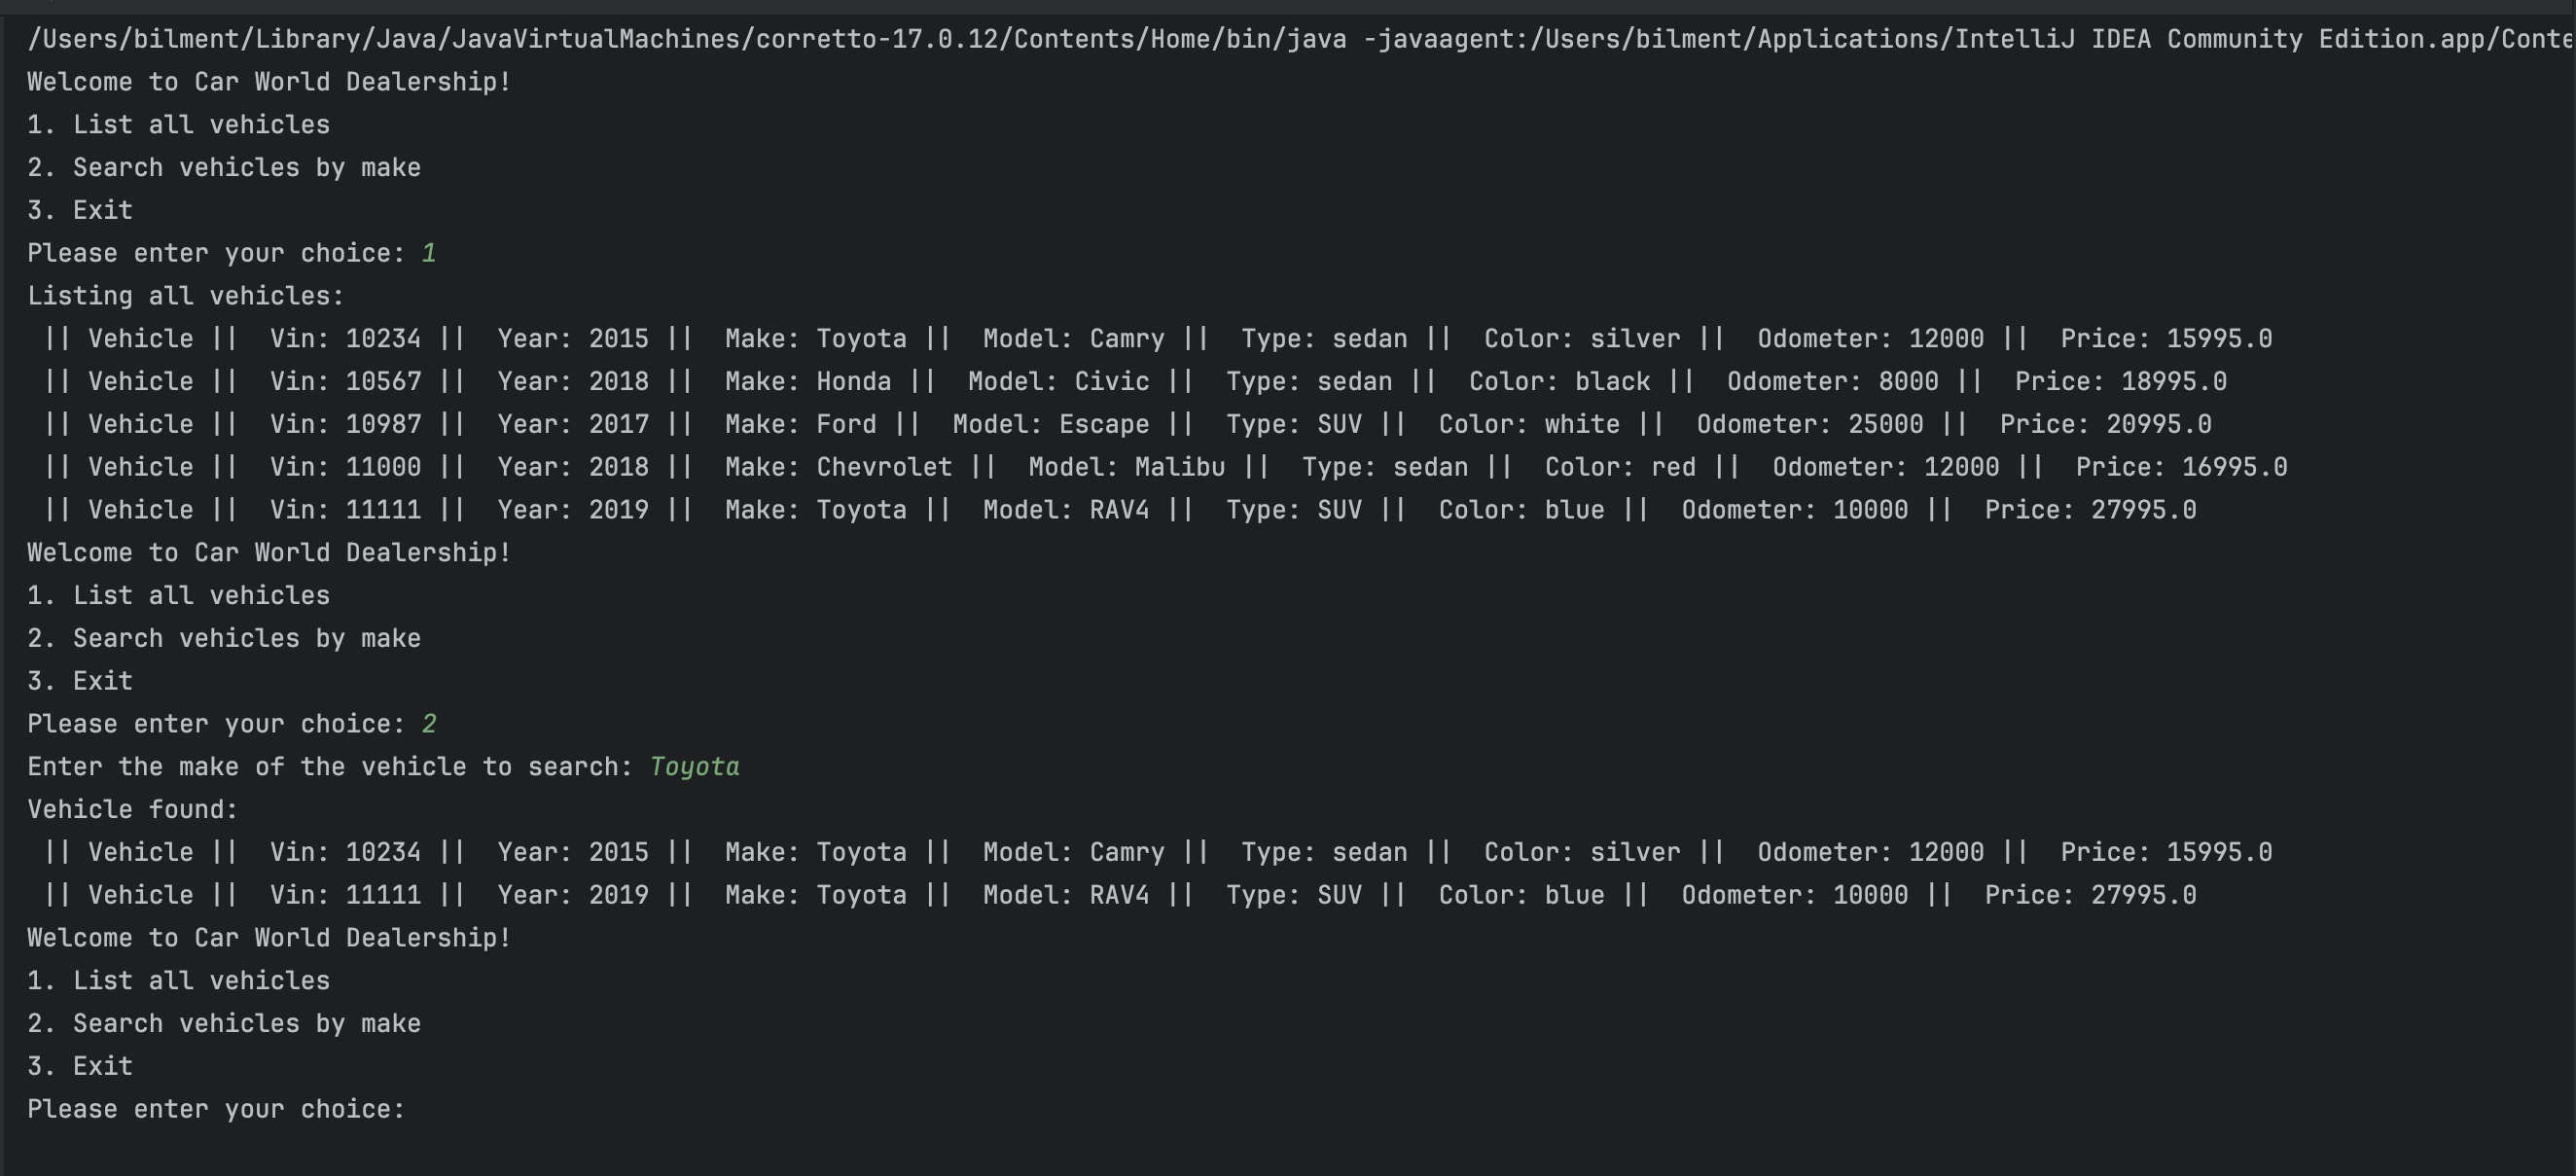 /Users/bilment/Library/Java/JavaVirtualMachines/corretto-17.0.12/Contents/Home/bin/java -javaagent:/Users/bilment/Applications/IntelliJ IDEA Community Edition.app/Conte
Welcome to Car World Dealership!
1. List all vehicles
2. Search vehicles by make
3. Exit
Please enter your choice: 1
Listing all vehicles:
 || Vehicle ||  Vin: 10234 ||  Year: 2015 ||  Make: Toyota ||  Model: Camry ||  Type: sedan ||  Color: silver ||  Odometer: 12000 ||  Price: 15995.0
 || Vehicle ||  Vin: 10567 ||  Year: 2018 ||  Make: Honda ||  Model: Civic ||  Type: sedan ||  Color: black ||  Odometer: 8000 ||  Price: 18995.0
 || Vehicle ||  Vin: 10987 ||  Year: 2017 ||  Make: Ford ||  Model: Escape ||  Type: SUV ||  Color: white ||  Odometer: 25000 ||  Price: 20995.0
 || Vehicle ||  Vin: 11000 ||  Year: 2018 ||  Make: Chevrolet ||  Model: Malibu ||  Type: sedan ||  Color: red ||  Odometer: 12000 ||  Price: 16995.0
 || Vehicle ||  Vin: 11111 ||  Year: 2019 ||  Make: Toyota ||  Model: RAV4 ||  Type: SUV ||  Color: blue ||  Odometer: 10000 ||  Price: 27995.0
Welcome to Car World Dealership!
1. List all vehicles
2. Search vehicles by make
3. Exit
Please enter your choice: 2
Enter the make of the vehicle to search: Toyota
Vehicle found:
 || Vehicle ||  Vin: 10234 ||  Year: 2015 ||  Make: Toyota ||  Model: Camry ||  Type: sedan ||  Color: silver ||  Odometer: 12000 ||  Price: 15995.0
 || Vehicle ||  Vin: 11111 ||  Year: 2019 ||  Make: Toyota ||  Model: RAV4 ||  Type: SUV ||  Color: blue ||  Odometer: 10000 ||  Price: 27995.0
Welcome to Car World Dealership!
1. List all vehicles
2. Search vehicles by make
3. Exit
Please enter your choice: